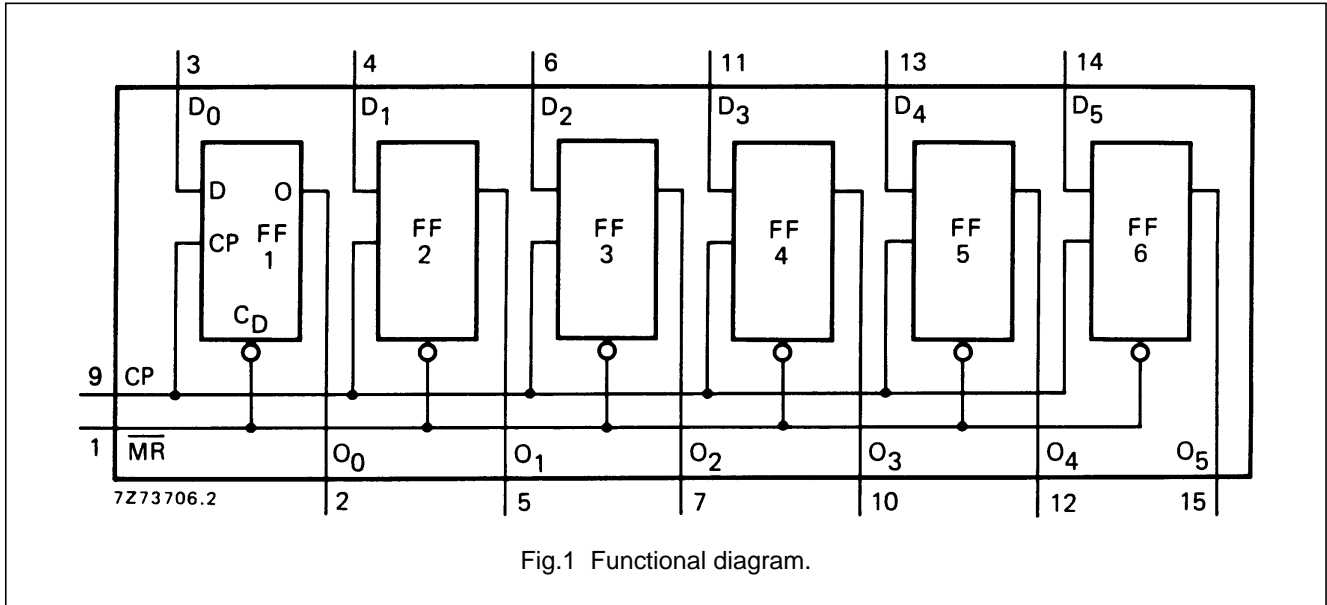 3 4 6 11 13 14
D0 D1 D2 D3 D4 D5
D O
CP FF 1 FF 2 FF 3 FF 4 FF 5 FF 6
CD
9 CP
1 M̅R̅ O0 O1 O2 O3 O4 O5
7Z73706.2 2 5 7 10 12 15
Fig.1 Functional diagram.